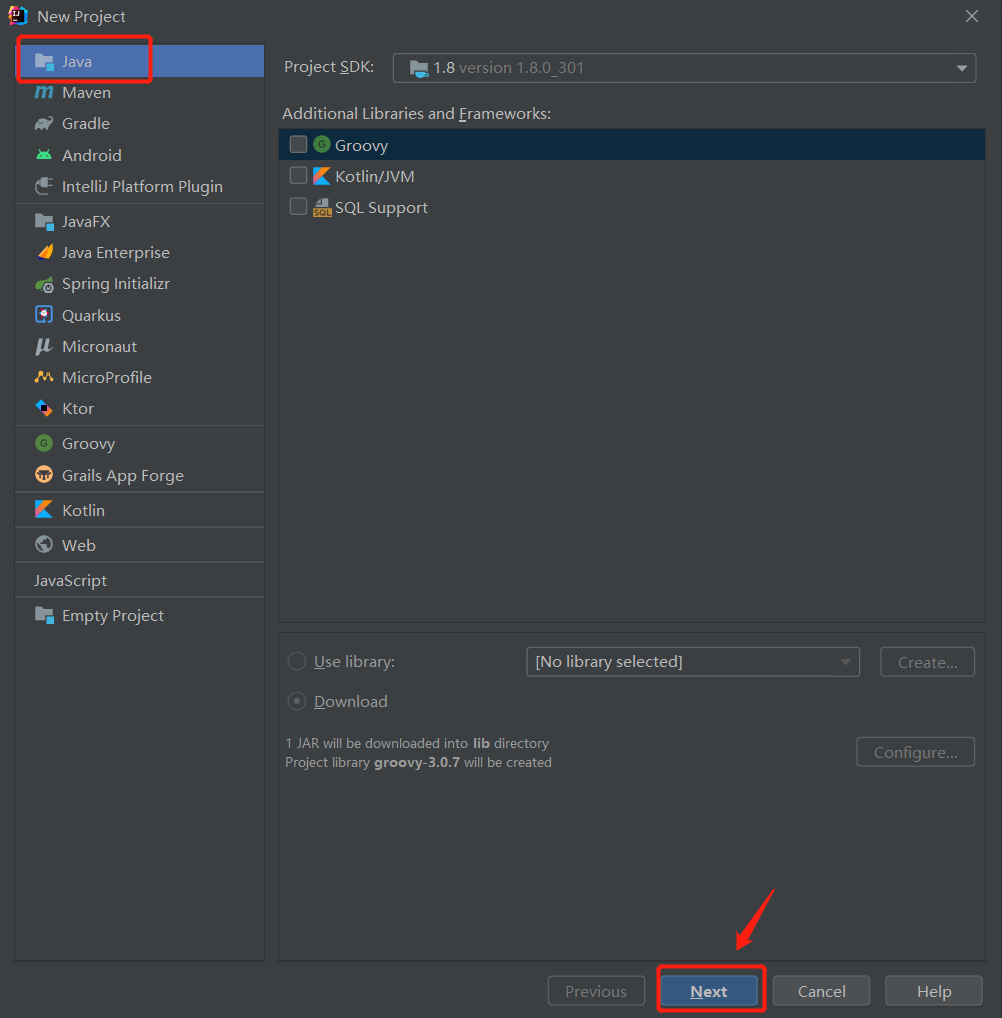 New Project
Java
Maven
Gradle
Android
IntelliJ Platform Plugin
JavaFX
Java Enterprise
Spring Initializr
Quarkus
Micronaut
MicroProfile
Ktor
Groovy
Grails App Forge
Kotlin
Web
JavaScript
Empty Project
Project SDK: 1.8 version 1.8.0_301
Additional Libraries and Frameworks:
Groovy
Kotlin/JVM
SQL Support
Use library: [No library selected] Create...
Download
1 JAR will be downloaded into lib directory
Project library groovy-3.0.7 will be created
Configure...
Previous Next Cancel Help